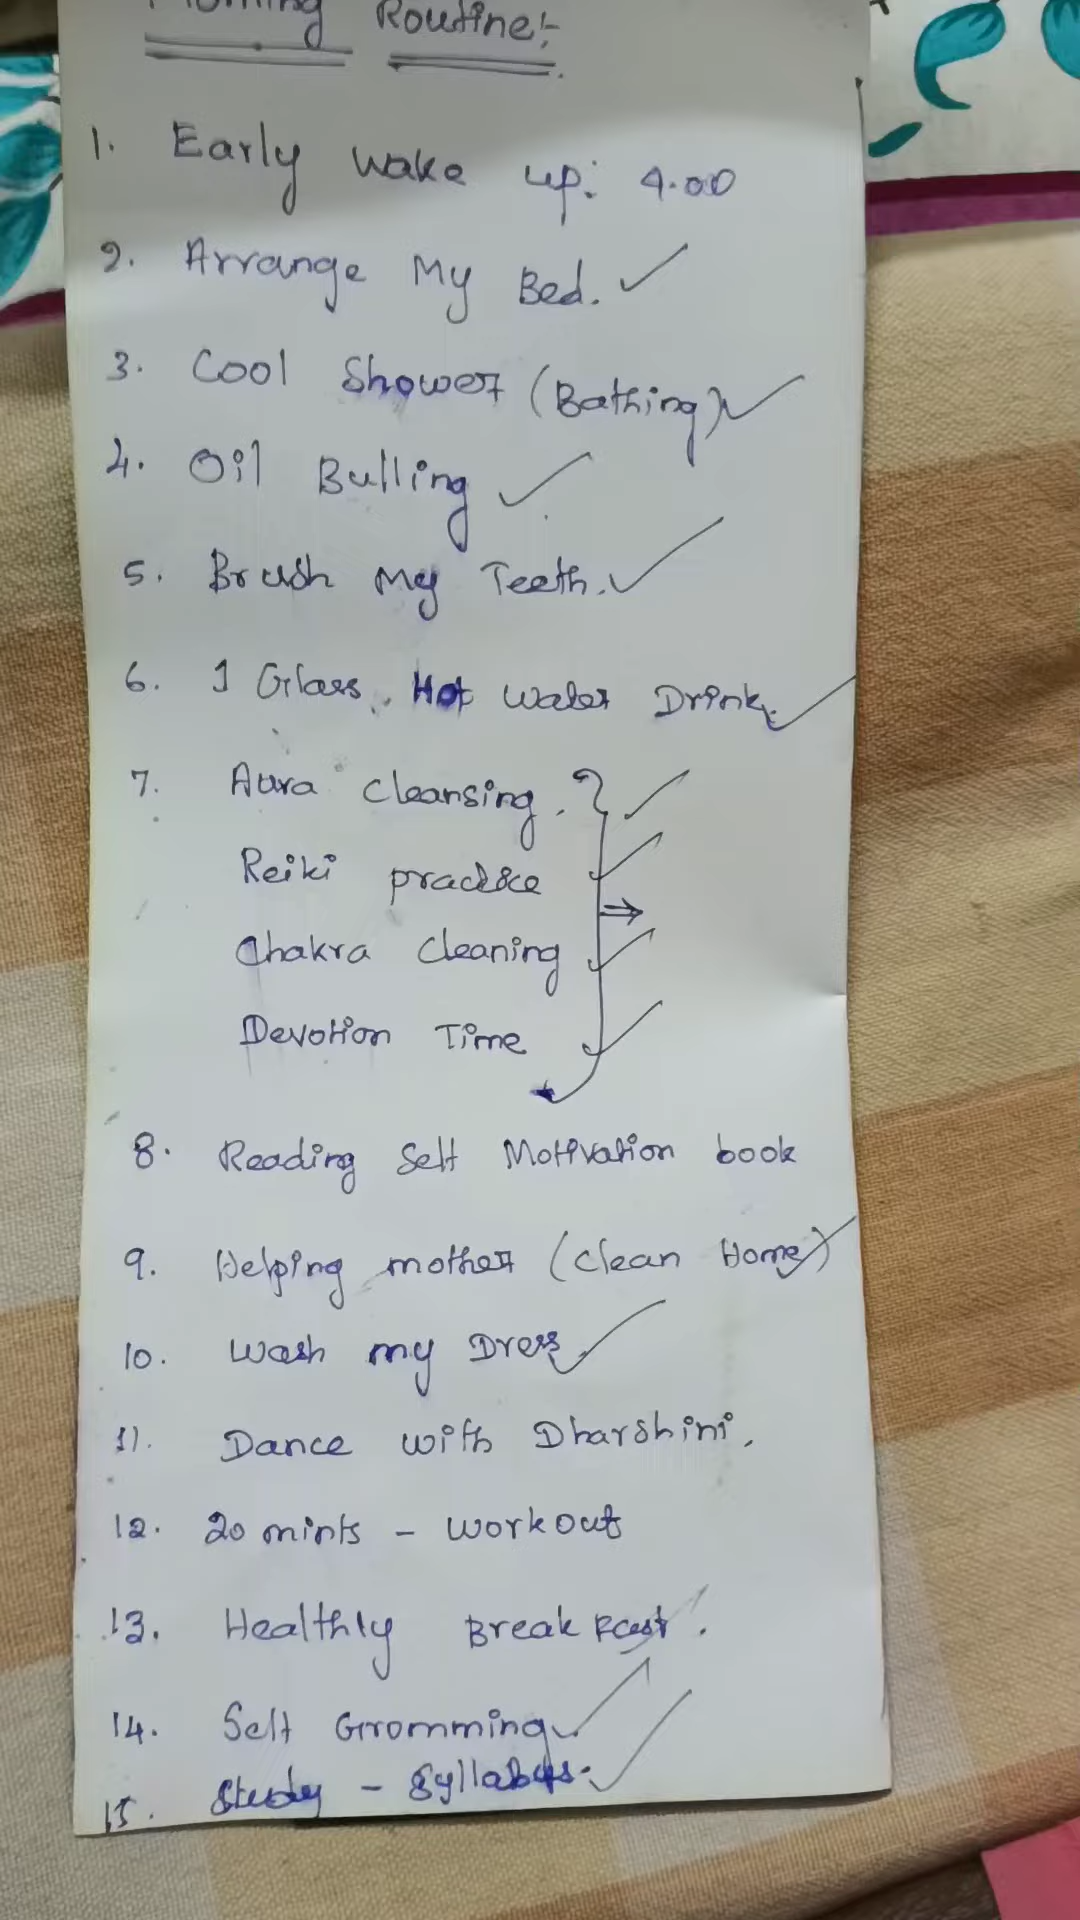 Morning Routine:-
1. Early wake up: 4.00
2. Arrange My Bed. ✓
3. Cool Shower (Bathing) ✓
4. Oil Bulling ✓
5. Brush My Teeth. ✓
6. 1 Glass Hot Water Drink. ✓
7. Aura cleansing. ✓
Reiki practice ✓
⇒
Chakra cleaning ✓
Devotion Time ✓
8. Reading Self Motivation book
9. Helping mother (clean Home) ✓
10. Wash my Dress ✓
11. Dance with Dharshini.
12. 20 mints - workout
13. Healthly Break Fast. ✓
14. Self Gromming ✓
15. Study - Syllabus. ✓